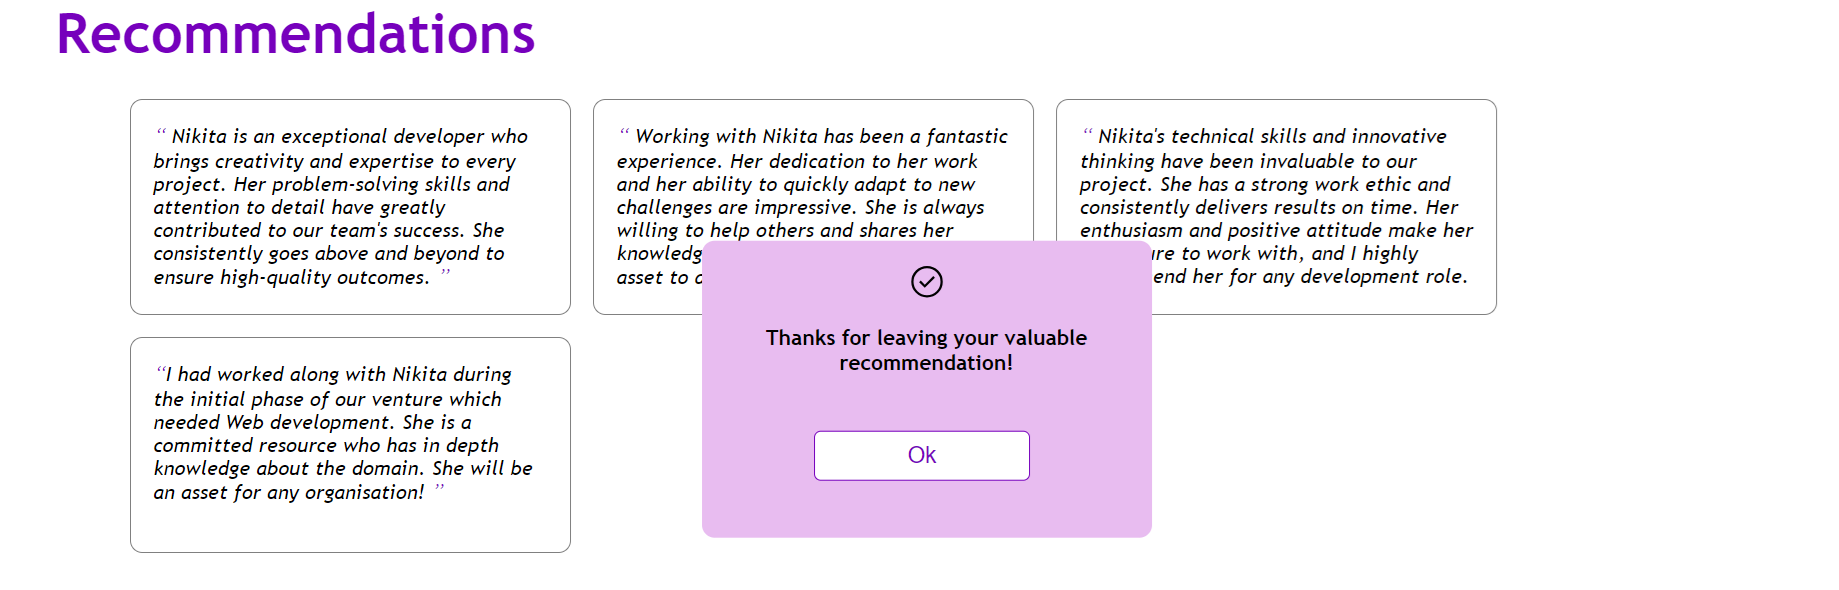 Recommendations
“ Nikita is an exceptional developer who
brings creativity and expertise to every
project. Her problem-solving skills and
attention to detail have greatly
contributed to our team's success. She
consistently goes above and beyond to
ensure high-quality outcomes. ”
“ Working with Nikita has been a fantastic
experience. Her dedication to her work
and her ability to quickly adapt to new
challenges are impressive. She is always
willing to help others and shares her
asset to
“ Nikita's technical skills and innovative
thinking have been invaluable to our
project. She has a strong work ethic and
consistently delivers results on time. Her
enthusiasm and positive attitude make her
to work with, and I highly
her for any development role.
“I had worked along with Nikita during
the initial phase of our venture which
needed Web development. She is a
committed resource who has in depth
knowledge about the domain. She will be
an asset for any organisation! ”
Thanks for leaving your valuable
recommendation!
Ok